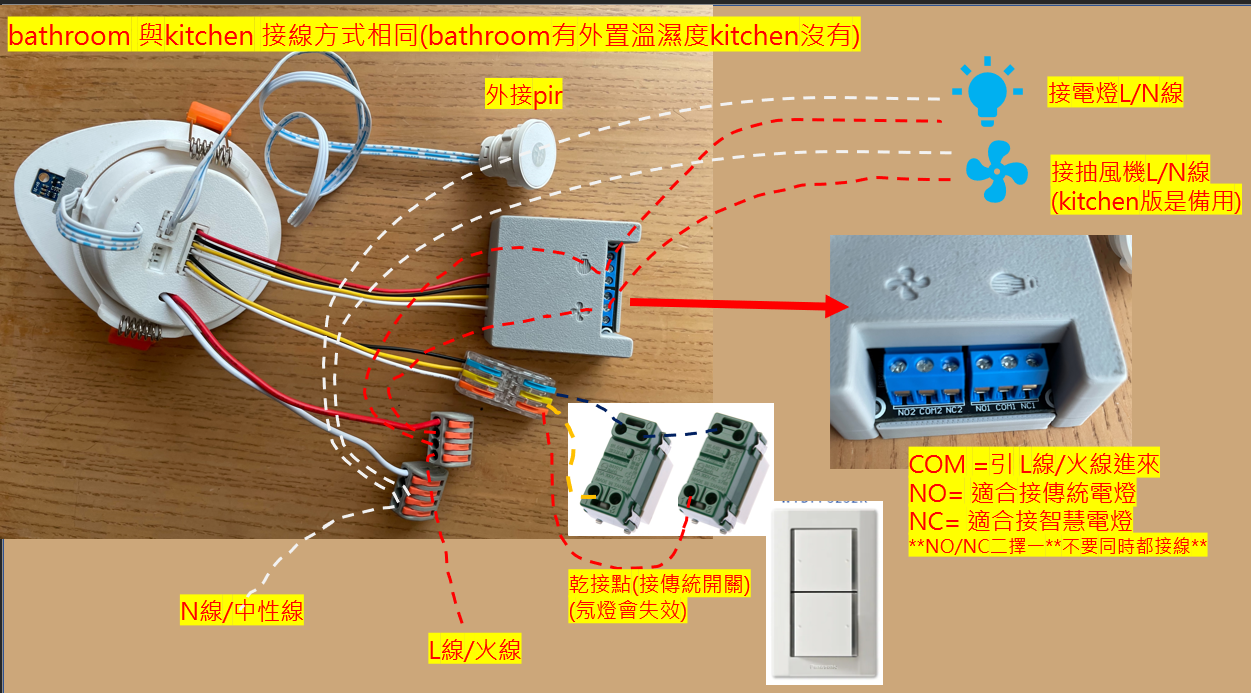 bathroom 與kitchen 接線方式相同(bathroom有外置溫濕度kitchen沒有)
外接pir
接電燈L/N線
接抽風機L/N線
(kitchen版是備用)
NO2 COM2 NC2 NO1 COM1 NC1
COM =引 L線/火線進來
NO= 適合接傳統電燈
NC= 適合接智慧電燈
**NO/NC二擇一**不要同時都接線**
乾接點(接傳統開關)
(氖燈會失效)
N線/中性線
L線/火線